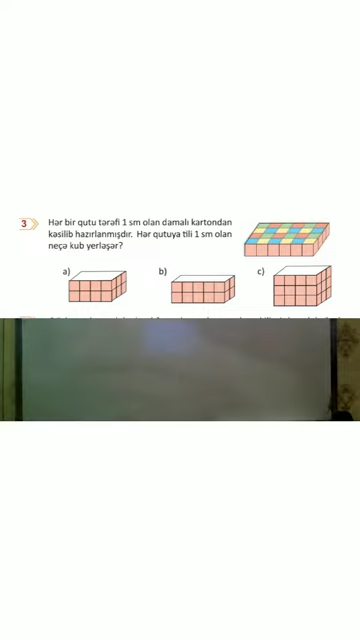 3
Hər bir qutu tərəfi 1 sm olan damalı kartondan
kəsilib hazırlanmışdır. Hər qutuya tili 1 sm olan
neçə kub yerləşər?
a) b) c)